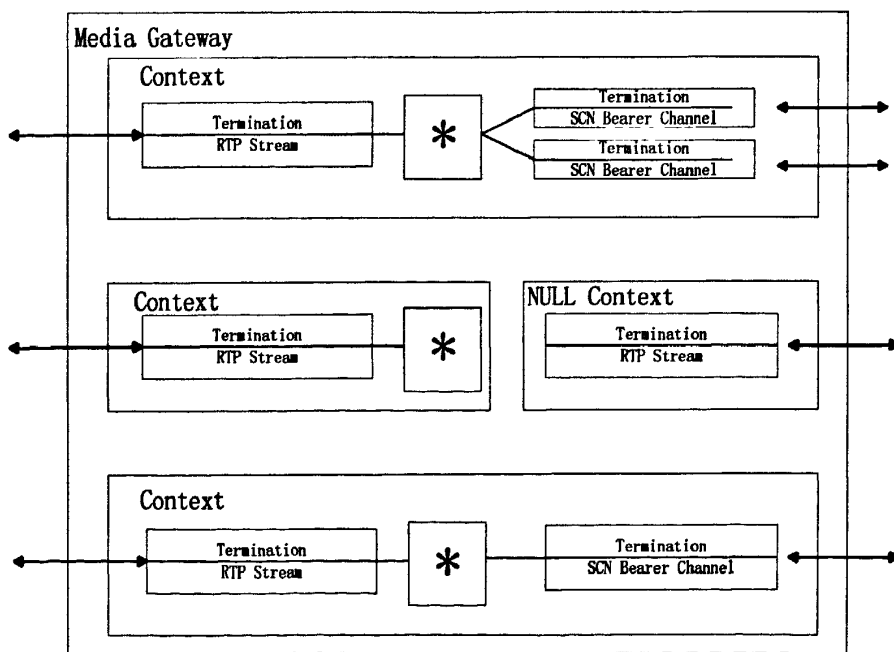 Media Gateway
Context
Termination
RTP Stream
*
Termination
SCN Bearer Channel
Termination
SCN Bearer Channel
Context
Termination
RTP Stream
*
NULL Context
Termination
RTP Stream
Context
Termination
RTP Stream
*
Termination
SCN Bearer Channel